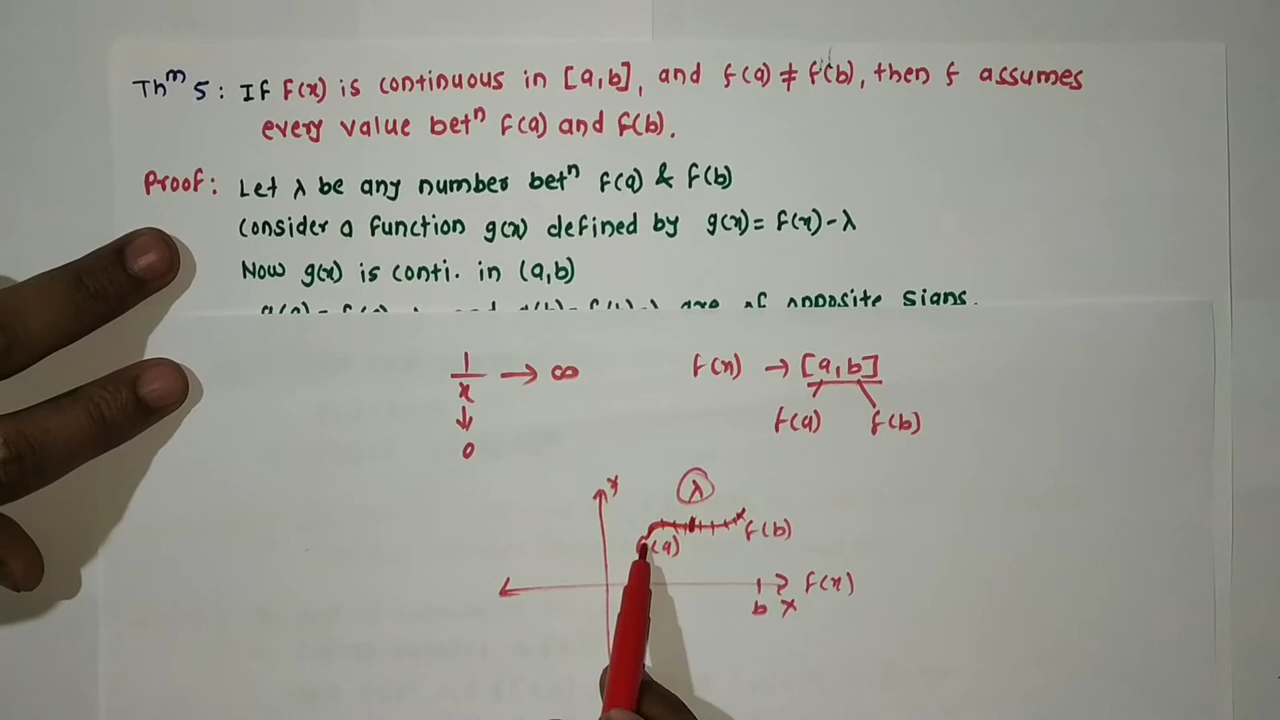 Thm 5: If f(x) is continuous in [a,b], and f(a) ≠ f(b), then f assumes
every value betn f(a) and f(b).
Proof: Let λ be any number betn f(a) & f(b)
Consider a function g(x) defined by g(x) = f(x) - λ
Now g(x) is conti. in (a,b)
are of opposite signs.
1/x → ∞
↓
0
f(x) → [a,b]
f(a) f(b)
λ
f(b)
(a)
f(x)
b x